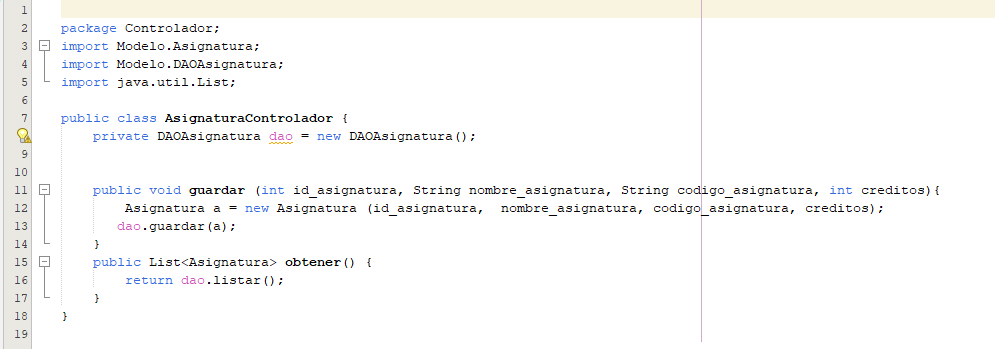 1
2 package Controlador;
3 import Modelo.Asignatura;
4 import Modelo.DAOAsignatura;
5 import java.util.List;
6
7 public class AsignaturaControlador {
private DAOAsignatura dao = new DAOAsignatura();
9
10
11 public void guardar (int id_asignatura, String nombre_asignatura, String codigo_asignatura, int creditos){
12 Asignatura a = new Asignatura (id_asignatura,  nombre_asignatura, codigo_asignatura, creditos);
13 dao.guardar(a);
14 }
15 public List<Asignatura> obtener() {
16 return dao.listar();
17 }
18 }
19